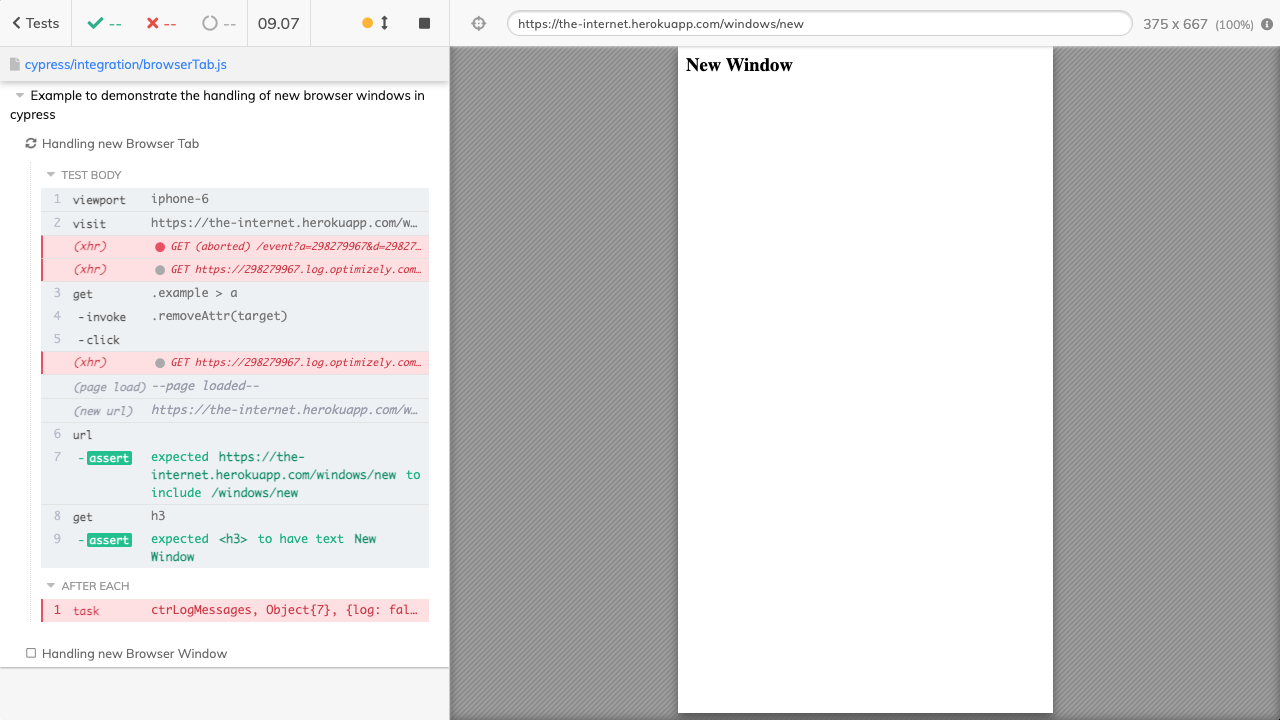 Tests
--
--
--
09.07
https://the-internet.herokuapp.com/windows/new
375 x 667 (100%)
cypress/integration/browserTab.js
Example to demonstrate the handling of new browser windows in
cypress
Handling new Browser Tab
TEST BODY
1 viewport iphone-6
2 visit https://the-internet.herokuapp.com/w…
(xhr) GET (aborted) /event?a=298279967&d=29827…
(xhr) GET https://298279967.log.optimizely.com…
3 get .example > a
4 -invoke .removeAttr(target)
5 -click
(xhr) GET https://298279967.log.optimizely.com…
(page load) --page loaded--
(new url) https://the-internet.herokuapp.com/w…
6 url
7 -assert expected https://the-
internet.herokuapp.com/windows/new to
include /windows/new
8 get h3
9 -assert expected <h3> to have text New
Window
AFTER EACH
1 task ctrLogMessages, Object{7}, {log: fal…
Handling new Browser Window
New Window